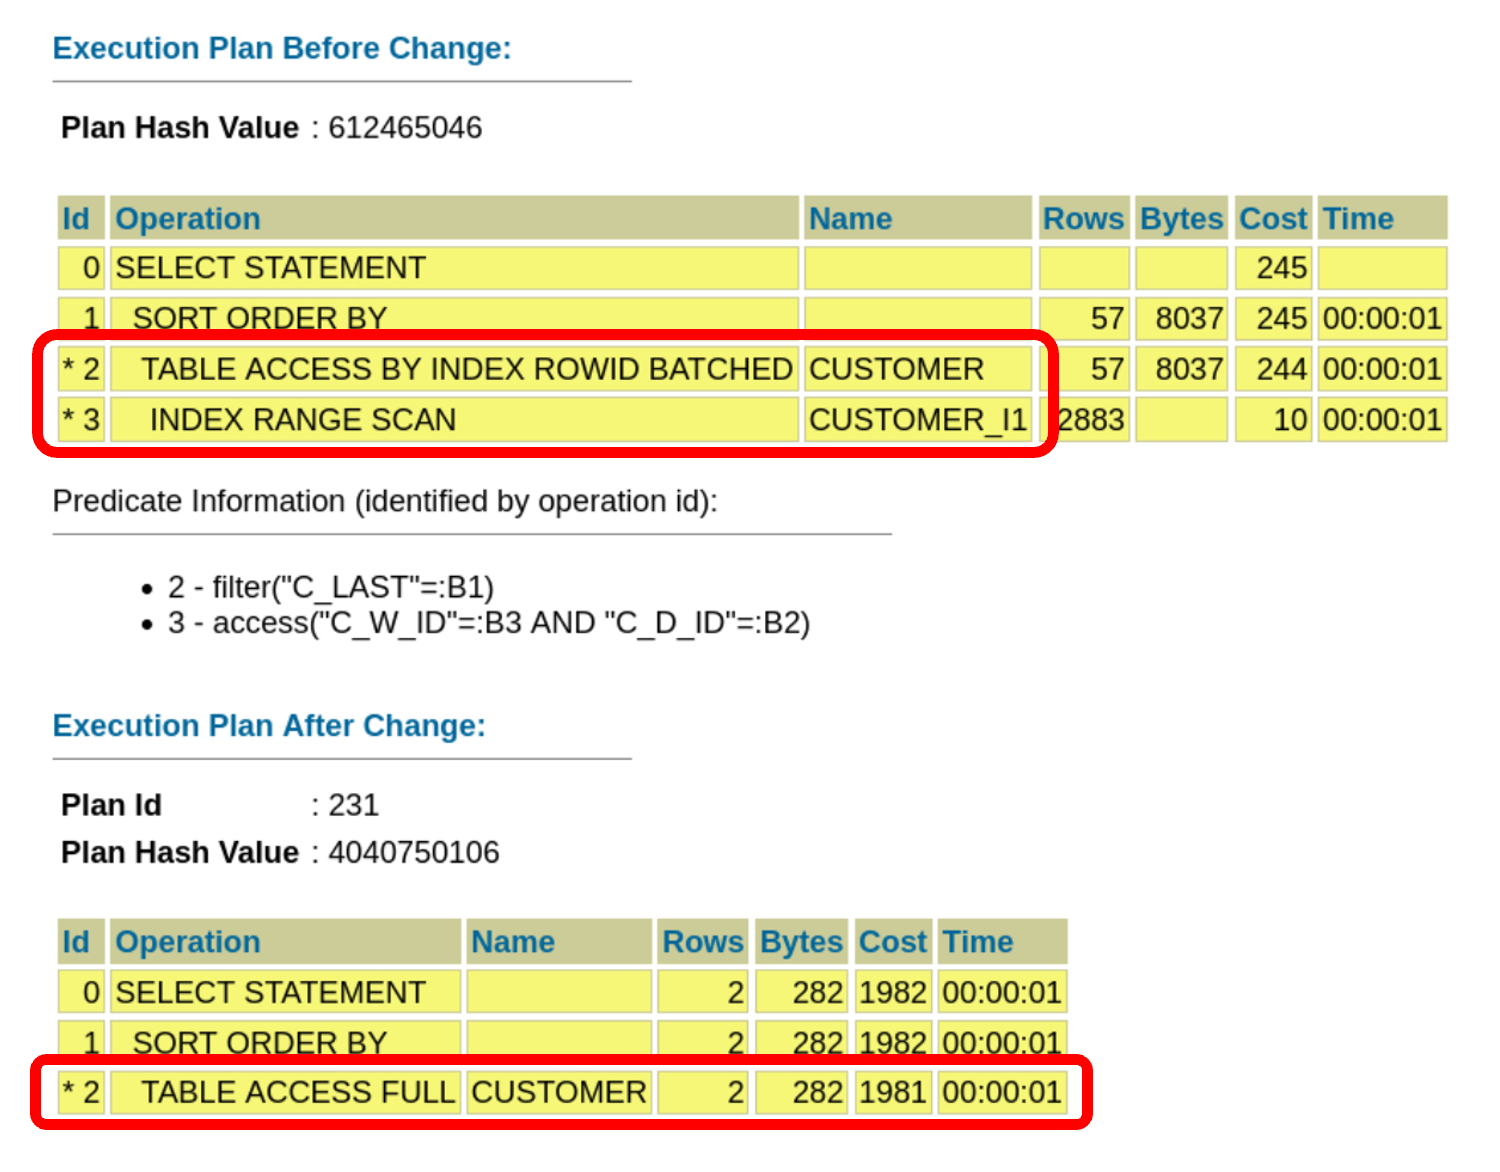 Execution Plan Before Change:
Plan Hash Value : 612465046
Id Operation Name Rows Bytes Cost Time
0 SELECT STATEMENT 245
1 SORT ORDER BY 57 8037 245 00:00:01
* 2 TABLE ACCESS BY INDEX ROWID BATCHED CUSTOMER 57 8037 244 00:00:01
* 3 INDEX RANGE SCAN CUSTOMER_I1 2883 10 00:00:01
Predicate Information (identified by operation id):
• 2 - filter("C_LAST"=:B1)
• 3 - access("C_W_ID"=:B3 AND "C_D_ID"=:B2)
Execution Plan After Change:
Plan Id : 231
Plan Hash Value : 4040750106
Id Operation Name Rows Bytes Cost Time
0 SELECT STATEMENT 2 282 1982 00:00:01
1 SORT ORDER BY 2 282 1982 00:00:01
* 2 TABLE ACCESS FULL CUSTOMER 2 282 1981 00:00:01